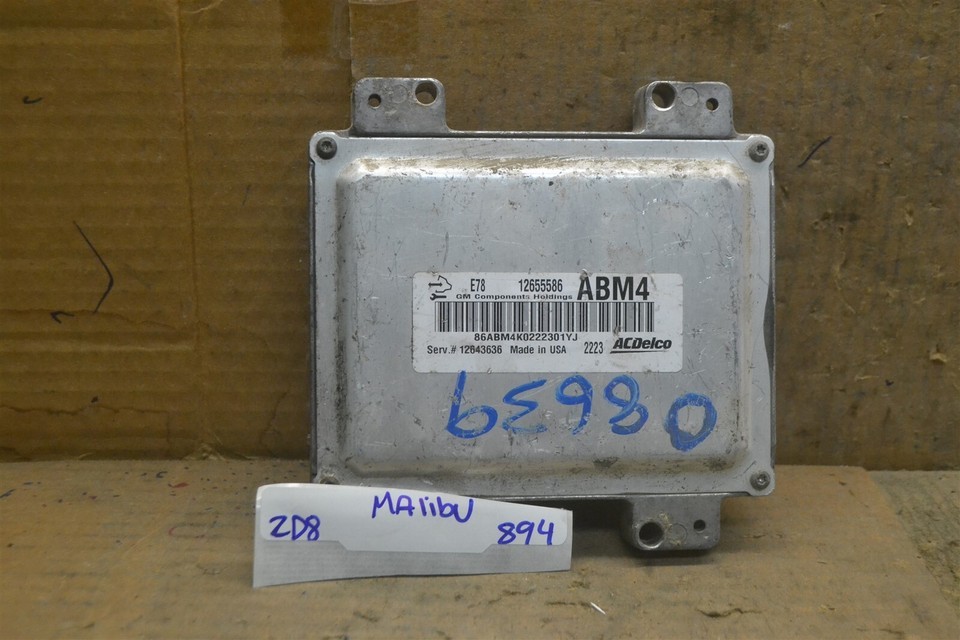 E78 12655586 ABM4
GM Components Holdings
86ABM4K0222301YJ
Serv.# 12643636 Made in USA 2223 ACDelco
08639
MAlibu
2D8 894